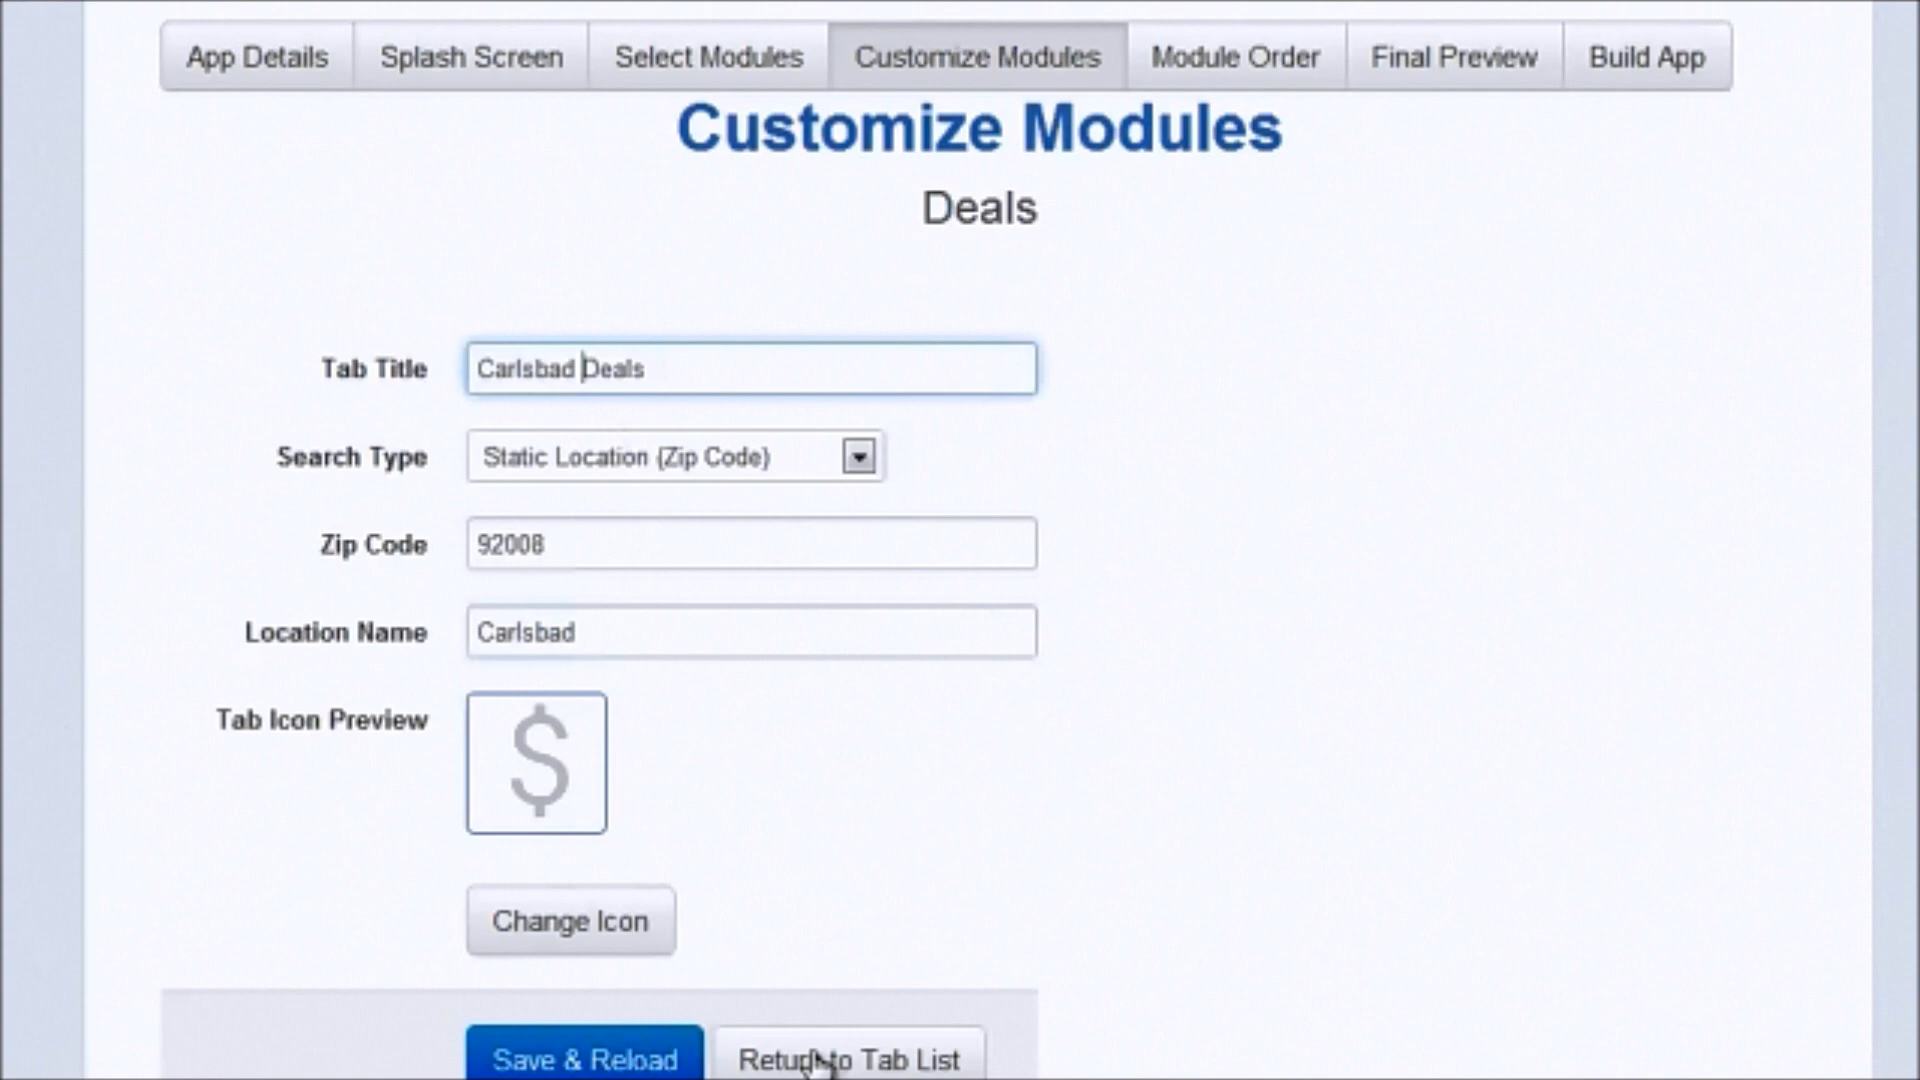 App Details Splash Screen Select Modules Customize Modules Module Order Final Preview Build App
Customize Modules
Deals
Tab Title Carlsbad Deals
Search Type Static Location (Zip Code)
Zip Code 92008
Location Name Carlsbad
Tab Icon Preview $
Change Icon
Save & Reload Return to Tab List